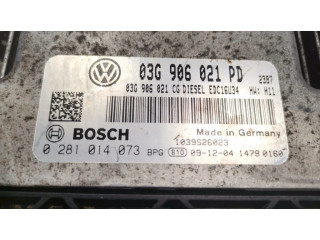 03G 906 021 PD 2387
03G 906 021 CG DIESEL EDC16U34 HW: H11
BOSCH
Made in Germany
1039S26023
0 281 014 073 BPG S10 09-12-04 1479 0160